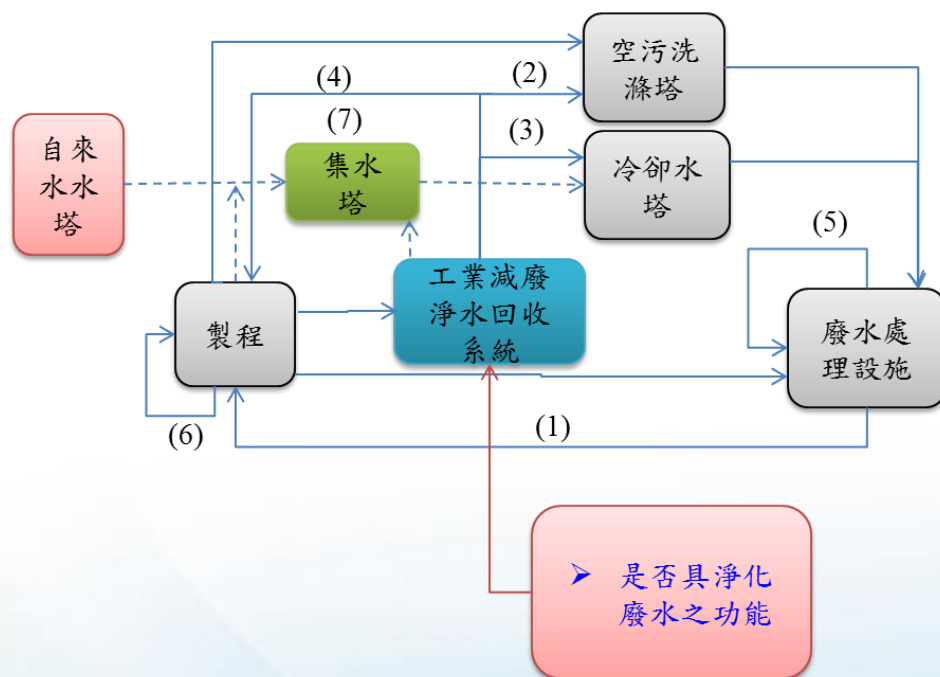 空污洗
滌塔
(4)
(2)
(7)
(3)
自來
水水
塔
集水
塔
冷卻水
塔
(5)
工業減廢
淨水回收
系統
製程
廢水處
理設施
(6)
(1)
➢ 是否具淨化
廢水之功能